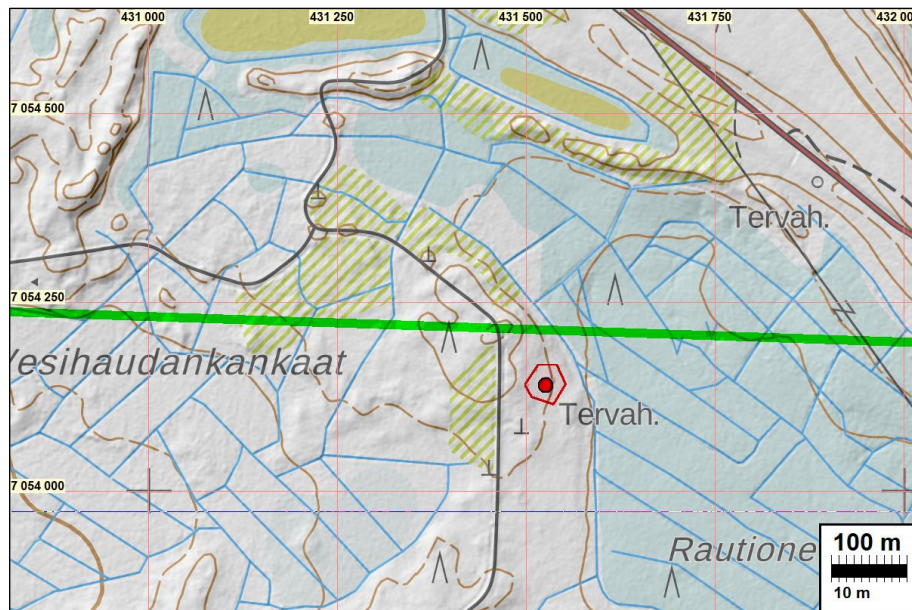 431 000
431 250
431 500
431 750
432 00
7 054 500
Tervah.
7 054 250
Vesihaudankankaat
Tervah.
7 054 000
Rautione
100 m
10 m